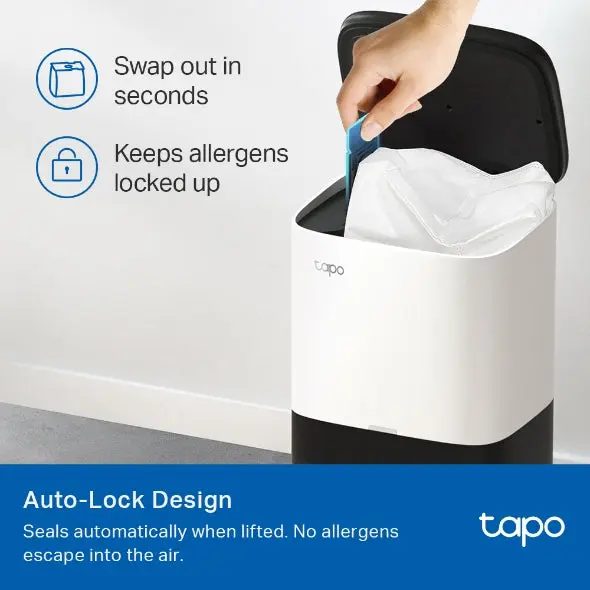 Swap out in
seconds
Keeps allergens
locked up
tapo
Auto-Lock Design
Seals automatically when lifted. No allergens
escape into the air.
tapo